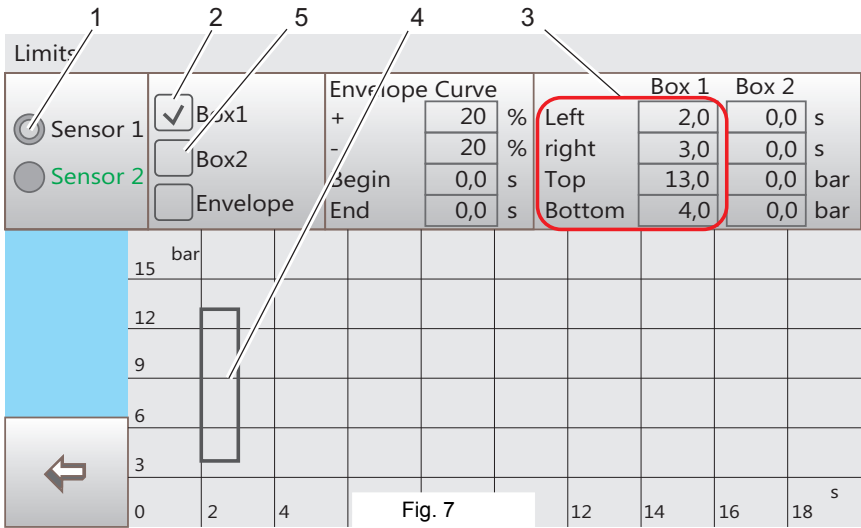 1 2 5 4 3
Limits
Sensor 1
Sensor 2
Box1
Box2
Envelope
Envelope Curve
+ 20 %
- 20 %
Begin 0,0 s
End 0,0 s
Box 1 Box 2
Left 2,0 0,0 s
right 3,0 0,0 s
Top 13,0 0,0 bar
Bottom 4,0 0,0 bar
bar
15
12
9
6
3
s
0 2 4 12 14 16 18
Fig. 7